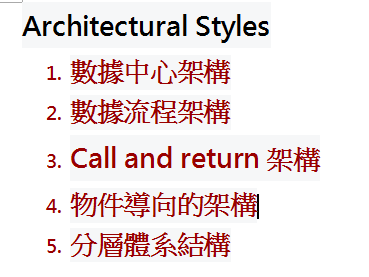 Architectural Styles
1. 數據中心架構
2. 數據流程架構
3. Call and return 架構
4. 物件導向的架構
5. 分層體系結構